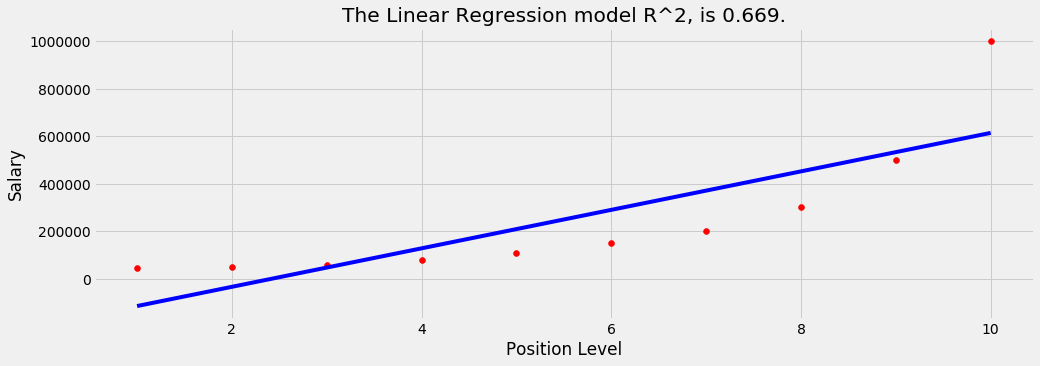 The Linear Regression model R^2, is 0.669.
1000000
800000
600000
400000
200000
0
Salary
2 4 6 8 10
Position Level